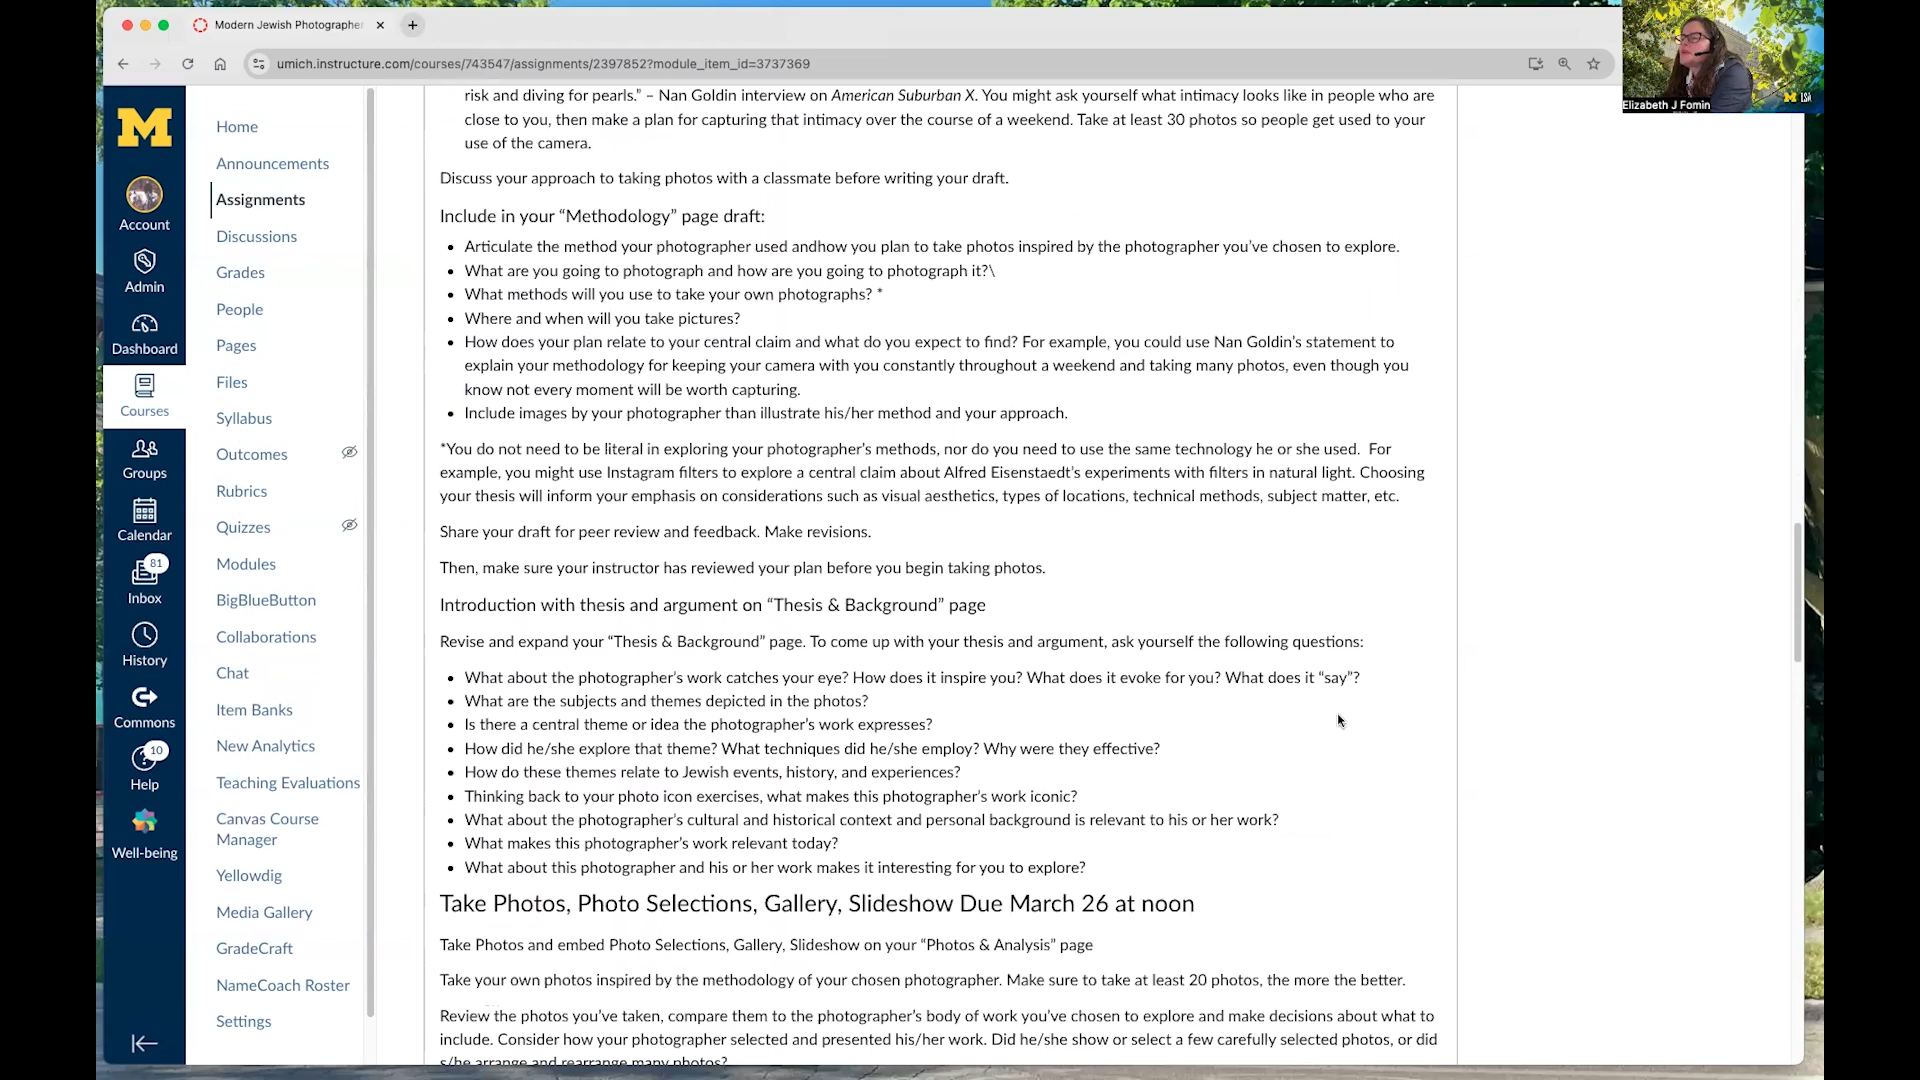 Modern Jewish Photographer
umich.instructure.com/courses/743547/assignments/2397852?module_item_id=3737369
Elizabeth J Fomin
M LSA
M
Account
Admin
Dashboard
Courses
Groups
Calendar
81
Inbox
History
Commons
10
Help
Well-being
Home
Announcements
Assignments
Discussions
Grades
People
Pages
Files
Syllabus
Outcomes
Rubrics
Quizzes
Modules
BigBlueButton
Collaborations
Chat
Item Banks
New Analytics
Teaching Evaluations
Canvas Course
Manager
Yellowdig
Media Gallery
GradeCraft
NameCoach Roster
Settings
risk and diving for pearls.” – Nan Goldin interview on American Suburban X. You might ask yourself what intimacy looks like in people who are
close to you, then make a plan for capturing that intimacy over the course of a weekend. Take at least 30 photos so people get used to your
use of the camera.
Discuss your approach to taking photos with a classmate before writing your draft.
Include in your “Methodology” page draft:
• Articulate the method your photographer used andhow you plan to take photos inspired by the photographer you’ve chosen to explore.
• What are you going to photograph and how are you going to photograph it?\
• What methods will you use to take your own photographs? *
• Where and when will you take pictures?
• How does your plan relate to your central claim and what do you expect to find? For example, you could use Nan Goldin’s statement to
explain your methodology for keeping your camera with you constantly throughout a weekend and taking many photos, even though you
know not every moment will be worth capturing.
• Include images by your photographer than illustrate his/her method and your approach.
*You do not need to be literal in exploring your photographer’s methods, nor do you need to use the same technology he or she used. For
example, you might use Instagram filters to explore a central claim about Alfred Eisenstaedt’s experiments with filters in natural light. Choosing
your thesis will inform your emphasis on considerations such as visual aesthetics, types of locations, technical methods, subject matter, etc.
Share your draft for peer review and feedback. Make revisions.
Then, make sure your instructor has reviewed your plan before you begin taking photos.
Introduction with thesis and argument on “Thesis & Background” page
Revise and expand your “Thesis & Background” page. To come up with your thesis and argument, ask yourself the following questions:
• What about the photographer’s work catches your eye? How does it inspire you? What does it evoke for you? What does it “say”?
• What are the subjects and themes depicted in the photos?
• Is there a central theme or idea the photographer’s work expresses?
• How did he/she explore that theme? What techniques did he/she employ? Why were they effective?
• How do these themes relate to Jewish events, history, and experiences?
• Thinking back to your photo icon exercises, what makes this photographer’s work iconic?
• What about the photographer’s cultural and historical context and personal background is relevant to his or her work?
• What makes this photographer’s work relevant today?
• What about this photographer and his or her work makes it interesting for you to explore?
Take Photos, Photo Selections, Gallery, Slideshow Due March 26 at noon
Take Photos and embed Photo Selections, Gallery, Slideshow on your “Photos & Analysis” page
Take your own photos inspired by the methodology of your chosen photographer. Make sure to take at least 20 photos, the more the better.
Review the photos you’ve taken, compare them to the photographer’s body of work you’ve chosen to explore and make decisions about what to
include. Consider how your photographer selected and presented his/her work. Did he/she show or select a few carefully selected photos, or did
s/he arrange and rearrange many photos?